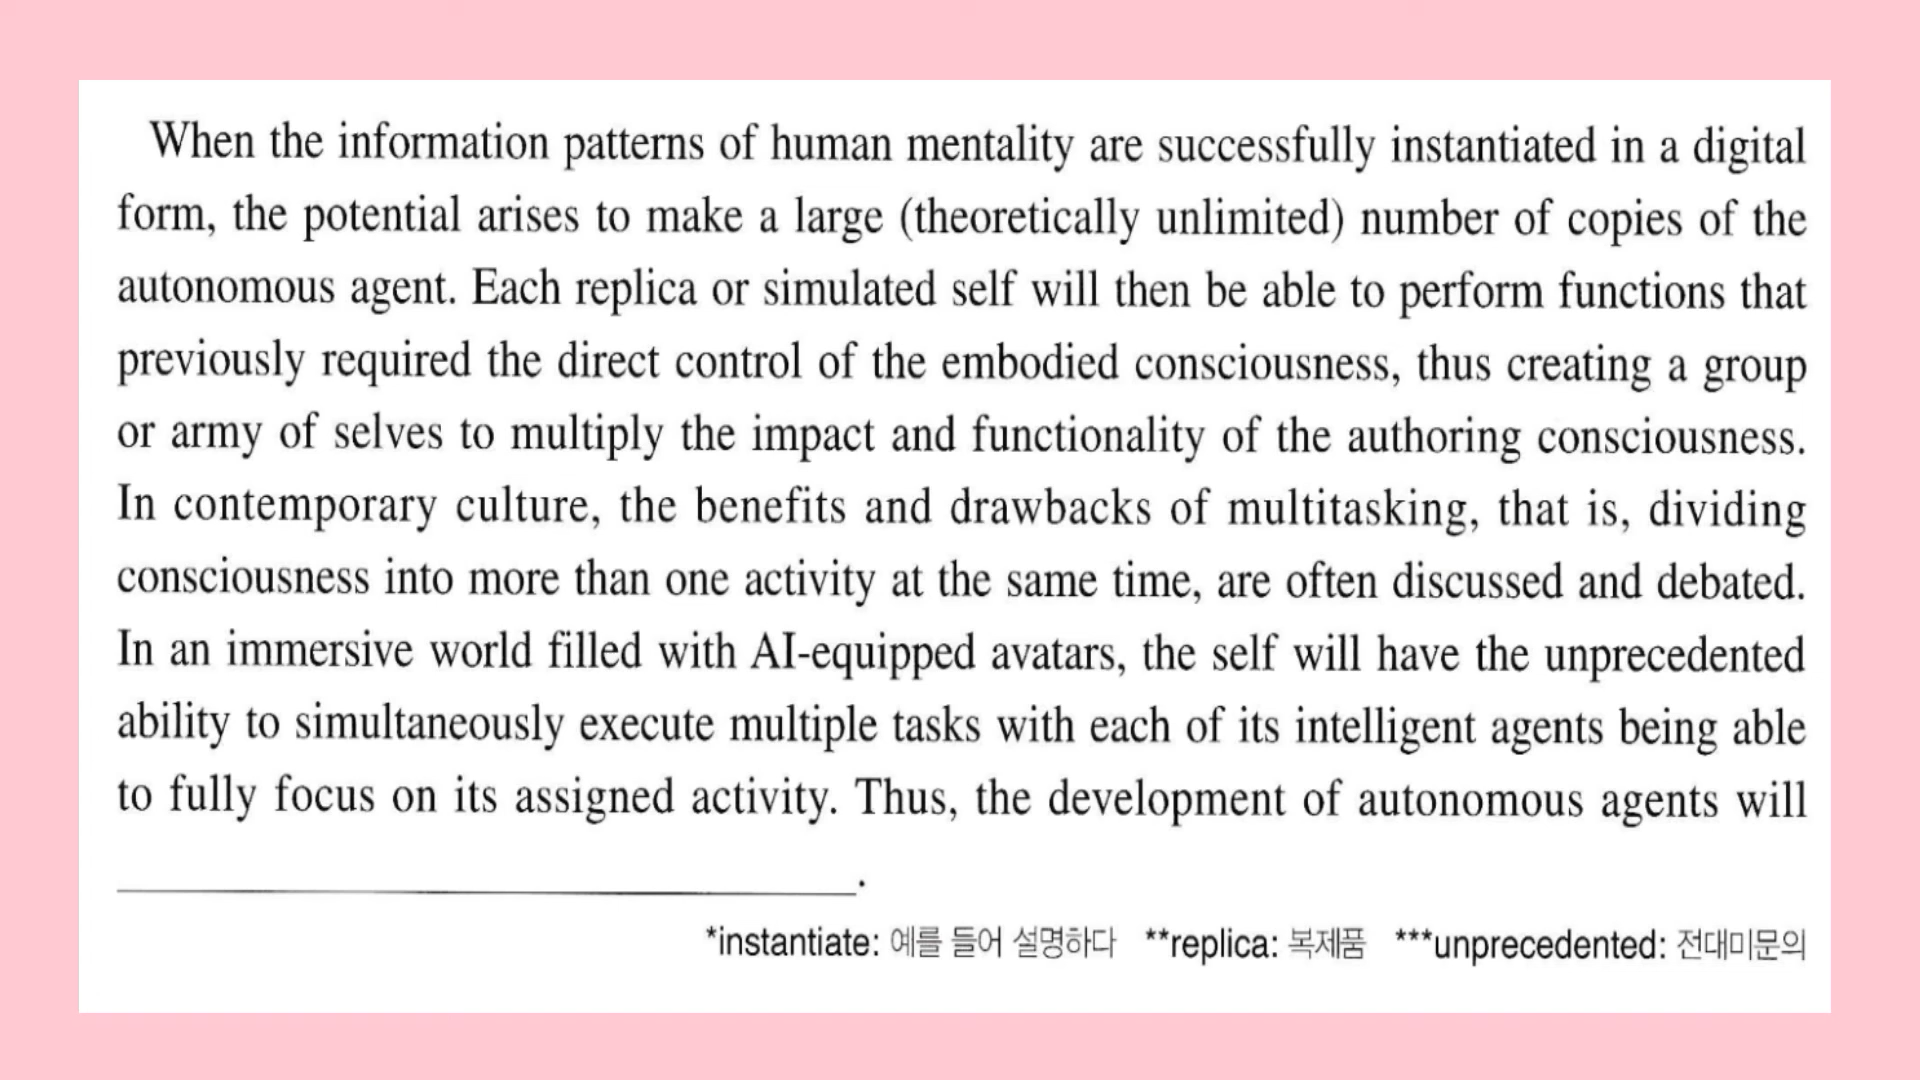 When the information patterns of human mentality are successfully instantiated in a digital
form, the potential arises to make a large (theoretically unlimited) number of copies of the
autonomous agent. Each replica or simulated self will then be able to perform functions that
previously required the direct control of the embodied consciousness, thus creating a group
or army of selves to multiply the impact and functionality of the authoring consciousness.
In contemporary culture, the benefits and drawbacks of multitasking, that is, dividing
consciousness into more than one activity at the same time, are often discussed and debated.
In an immersive world filled with AI-equipped avatars, the self will have the unprecedented
ability to simultaneously execute multiple tasks with each of its intelligent agents being able
to fully focus on its assigned activity. Thus, the development of autonomous agents will
____________________.
*instantiate: 예를 들어 설명하다 **replica: 복제품 ***unprecedented: 전대미문의